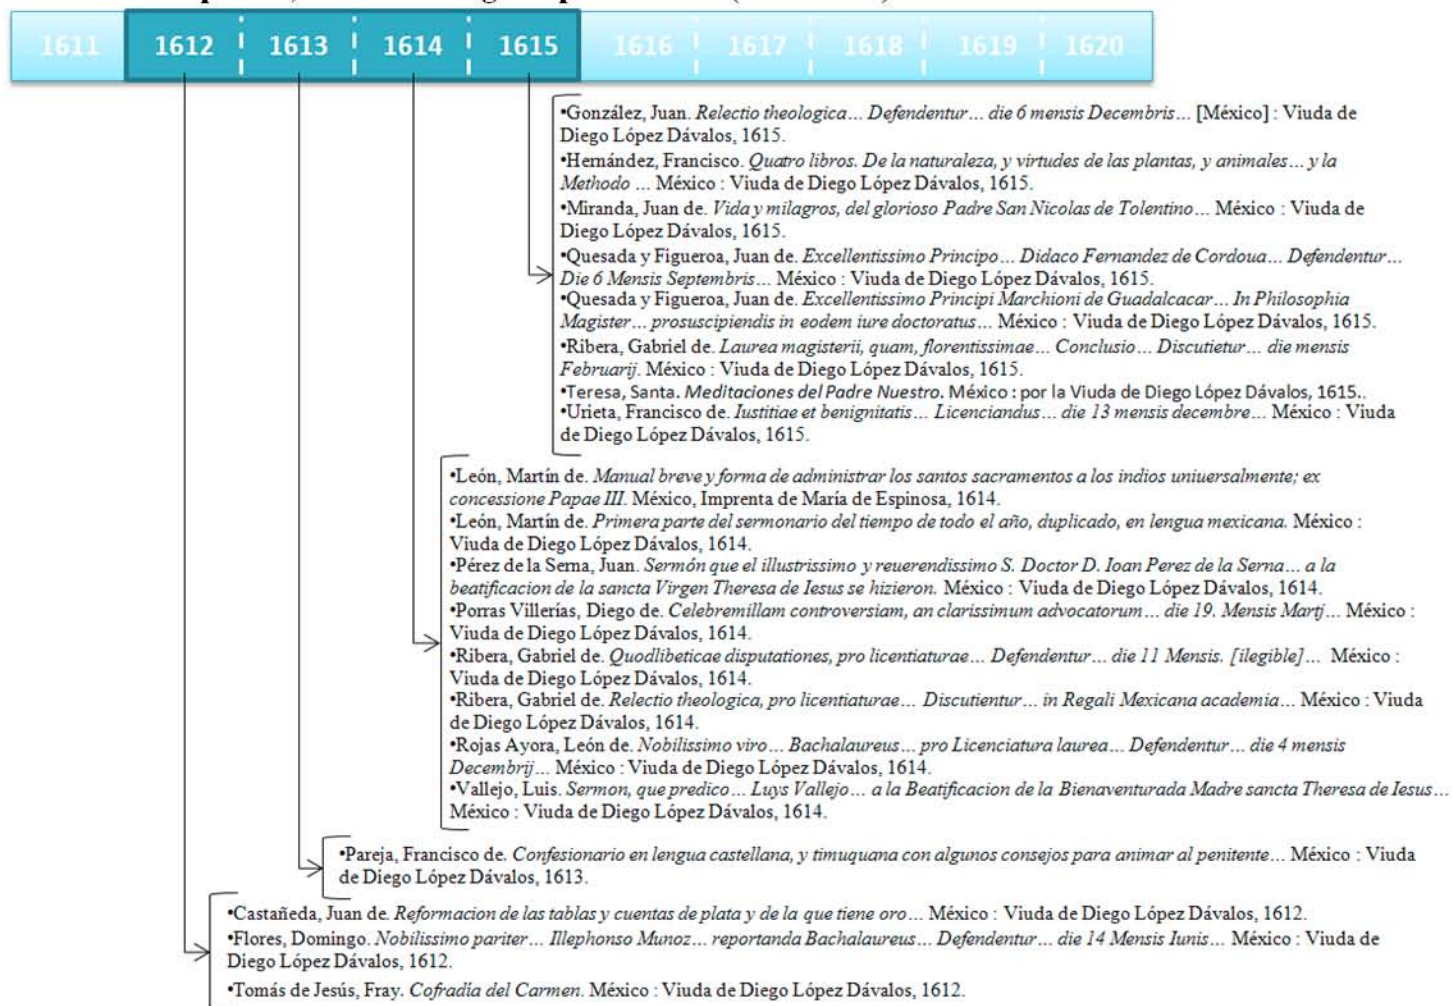 1611 1612 1613 1614 1615 1616 1617 1618 1619 1620
•González, Juan. Relectio theologica… Defendentur… die 6 mensis Decembris… [México] : Viuda de
Diego López Dávalos, 1615.
•Hernández, Francisco. Quatro libros. De la naturaleza, y virtudes de las plantas, y animales… y la
Methodo … México : Viuda de Diego López Dávalos, 1615.
•Miranda, Juan de. Vida y milagros, del glorioso Padre San Nicolas de Tolentino… México : Viuda de
Diego López Dávalos, 1615.
•Quesada y Figueroa, Juan de. Excellentissimo Principo… Didaco Fernandez de Cordoua… Defendentur…
Die 6 Mensis Septembris… México : Viuda de Diego López Dávalos, 1615.
•Quesada y Figueroa, Juan de. Excellentissimo Principi Marchioni de Guadalcacar… In Philosophia
Magister… prosuscipiendis in eodem iure doctoratus… México : Viuda de Diego López Dávalos, 1615.
•Ribera, Gabriel de. Laurea magisterii, quam, florentissimae… Conclusio… Discutietur… die mensis
Februarij. México : Viuda de Diego López Dávalos, 1615.
•Teresa, Santa. Meditaciones del Padre Nuestro. México : por la Viuda de Diego López Dávalos, 1615..
•Urieta, Francisco de. Iustitiae et benignitatis… Licenciandus… die 13 mensis decembre… México : Viuda
de Diego López Dávalos, 1615.
•León, Martín de. Manual breve y forma de administrar los santos sacramentos a los indios uniuersalmente; ex
concessione Papae III. México, Imprenta de María de Espinosa, 1614.
•León, Martín de. Primera parte del sermonario del tiempo de todo el año, duplicado, en lengua mexicana. México :
Viuda de Diego López Dávalos, 1614.
•Pérez de la Serna, Juan. Sermón que el illustrissimo y reuerendissimo S. Doctor D. Ioan Perez de la Serna… a la
beatificacion de la sancta Virgen Theresa de Iesus se hizieron. México : Viuda de Diego López Dávalos, 1614.
•Porras Villerías, Diego de. Celebremillam controversiam, an clarissimum advocatorum… die 19. Mensis Martj… México :
Viuda de Diego López Dávalos, 1614.
•Ribera, Gabriel de. Quodlibeticae disputationes, pro licentiaturae… Defendentur… die 11 Mensis. [ilegible]… México :
Viuda de Diego López Dávalos, 1614.
•Ribera, Gabriel de. Relectio theologica, pro licentiaturae… Discutientur… in Regali Mexicana academia… México : Viuda
de Diego López Dávalos, 1614.
•Rojas Ayora, León de. Nobilissimo viro… Bachalaureus… pro Licenciatura laurea… Defendentur… die 4 mensis
Decembrij… México : Viuda de Diego López Dávalos, 1614.
•Vallejo, Luis. Sermon, que predico… Luys Vallejo… a la Beatificacion de la Bienaventurada Madre sancta Theresa de Iesus…
México : Viuda de Diego López Dávalos, 1614.
•Pareja, Francisco de. Confesionario en lengua castellana, y timuquana con algunos consejos para animar al penitente… México : Viuda
de Diego López Dávalos, 1613.
•Castañeda, Juan de. Reformacion de las tablas y cuentas de plata y de la que tiene oro… México : Viuda de Diego López Dávalos, 1612.
•Flores, Domingo. Nobilissimo pariter… Illephonso Munoz… reportanda Bachalaureus… Defendentur… die 14 Mensis Iunis… México : Viuda de
Diego López Dávalos, 1612.
•Tomás de Jesús, Fray. Cofradía del Carmen. México : Viuda de Diego López Dávalos, 1612.